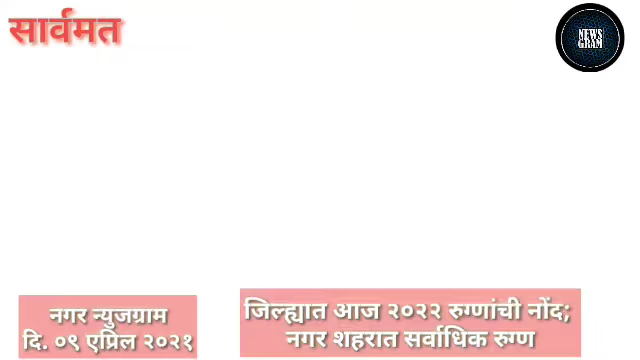 सार्वमत
NEWS
GRAM
नगर न्युजग्राम
दि. ०९ एप्रिल २०२१
जिल्ह्यात आज २०२२ रुग्णांची नोंद;
नगर शहरात सर्वाधिक रुग्ण